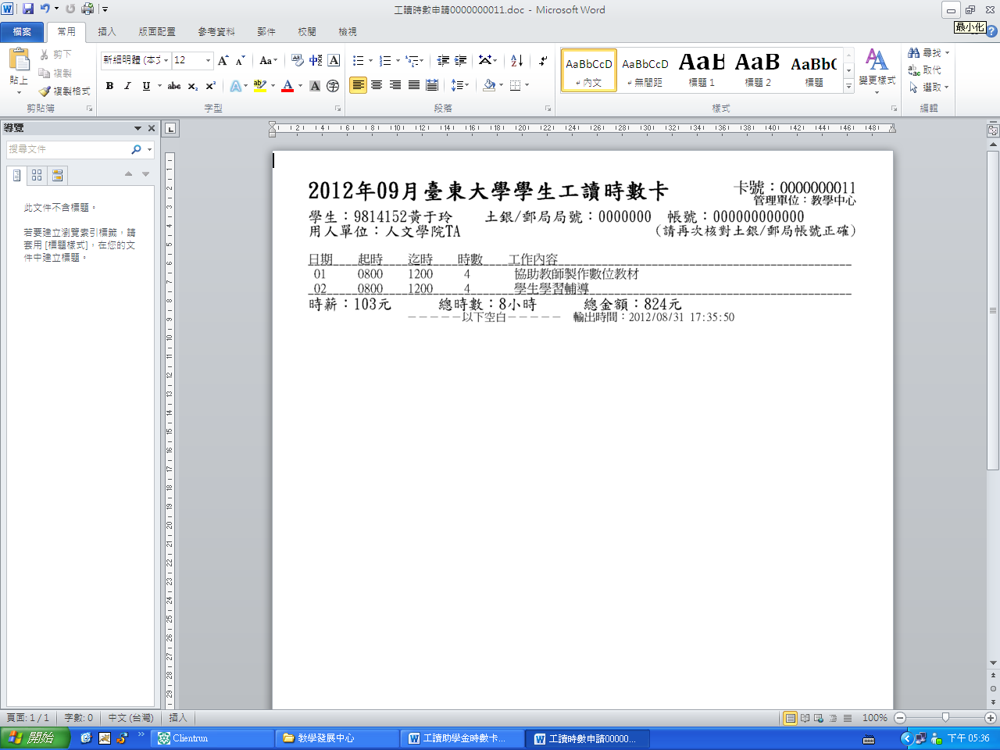 工讀時數申請0000000011.doc - Microsoft Word
最小化
檔案 常用 插入 版面配置 參考資料 郵件 校閱 檢視
貼上
剪下
複製
複製格式
剪貼簿
新細明體 (本文 12
字型
段落
AaBbCcD AaBbCcD AaB AaB AaBbC
內文 無間距 標題 1 標題 2 標題
變更樣式
樣式
尋找
取代
選取
編輯
導覽
搜尋文件
此文件不含標題。
若要建立瀏覽索引標籤，請
套用 [標題樣式]，在您的文
件中建立標題。
2012年09月臺東大學學生工讀時數卡 卡號：0000000011
管理單位：教學中心
學生：9814152黃于玲 土銀/郵局局號：0000000 帳號：000000000000
用人單位：人文學院TA (請再次核對土銀/郵局帳號正確)
日期 起時 迄時 時數 工作內容
01 0800 1200 4 協助教師製作數位教材
02 0800 1200 4 學生學習輔導
時薪：103元 總時數：8小時 總金額：824元
－－－－－以下空白－－－－－ 輸出時間：2012/08/31 17:35:50
頁面: 1 / 1 字數: 0 中文 (台灣) 插入 100%
開始 Clientrun 教學發展中心 工讀助學金時數卡... 工讀時數申請00000... 下午 05:36